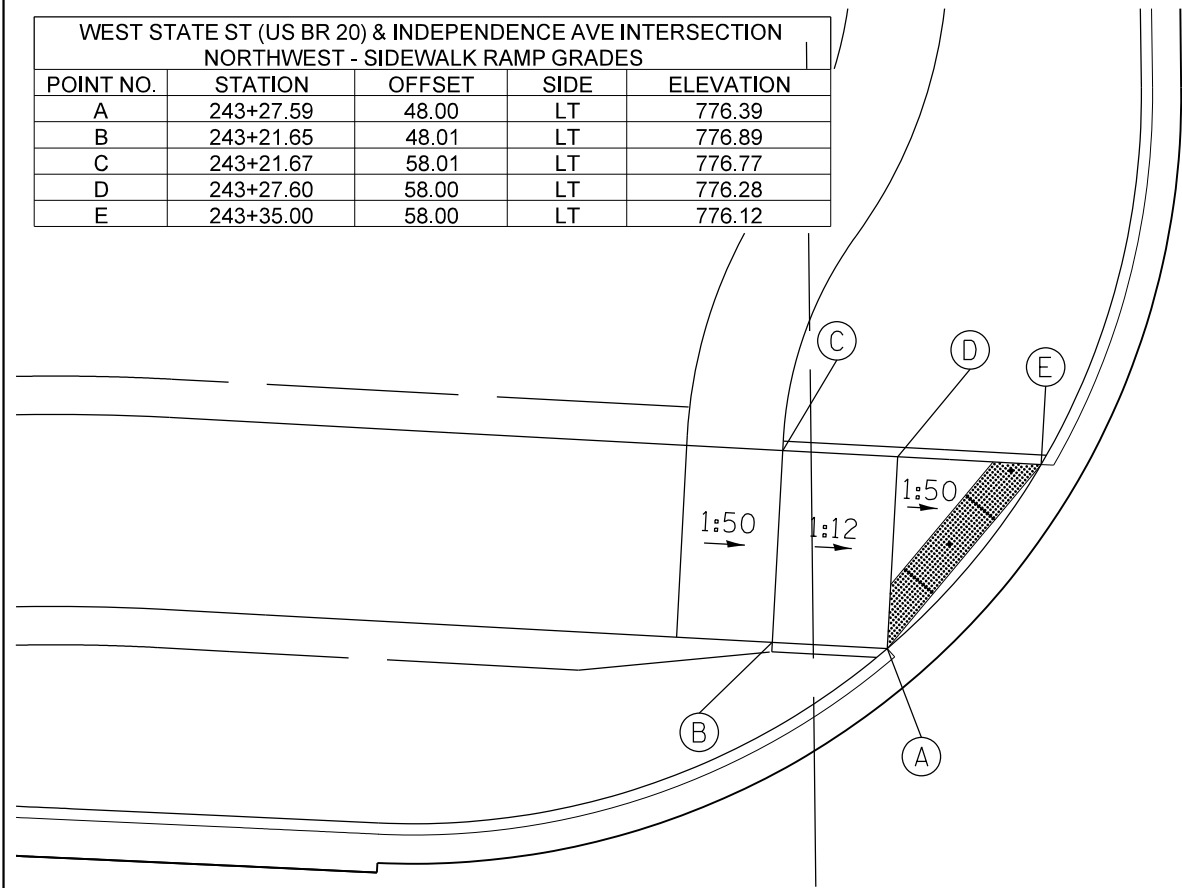 WEST STATE ST (US BR 20) & INDEPENDENCE AVE INTERSECTION
NORTHWEST - SIDEWALK RAMP GRADES
POINT NO. STATION OFFSET SIDE ELEVATION
A 243+27.59 48.00 LT 776.39
B 243+21.65 48.01 LT 776.89
C 243+21.67 58.01 LT 776.77
D 243+27.60 58.00 LT 776.28
E 243+35.00 58.00 LT 776.12
C
D
E
1:50
1:50
1:12
B
A